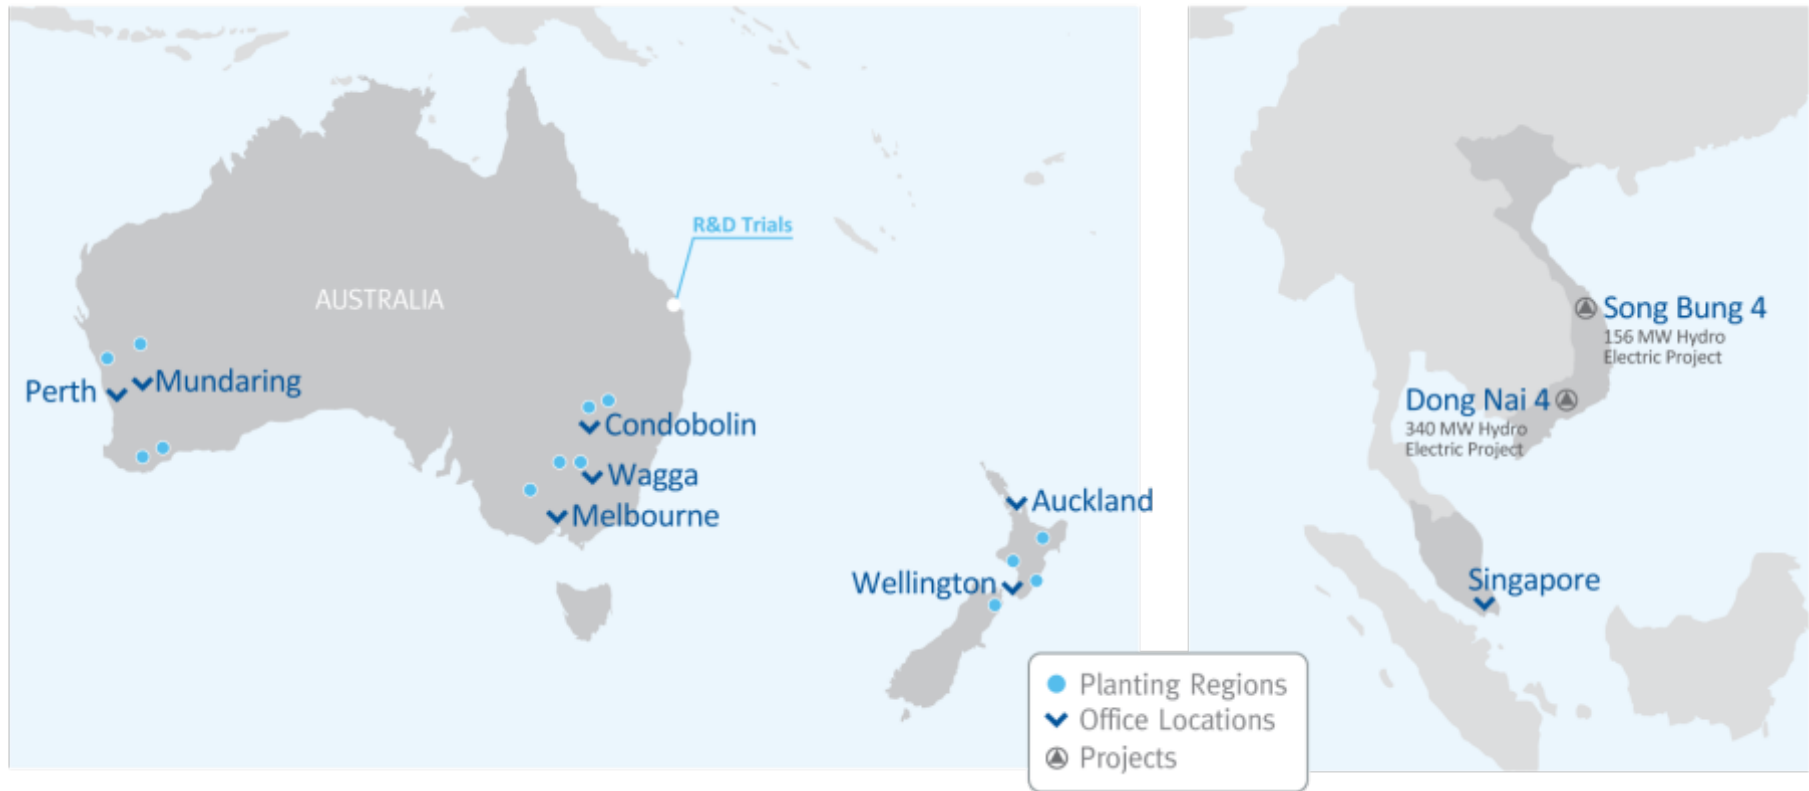 R&D Trials
AUSTRALIA
Perth
Mundaring
Condobolin
Wagga
Melbourne
Auckland
Wellington
Song Bung 4
156 MW Hydro
Electric Project
Dong Nai 4
340 MW Hydro
Electric Project
Singapore
Planting Regions
Office Locations
Projects